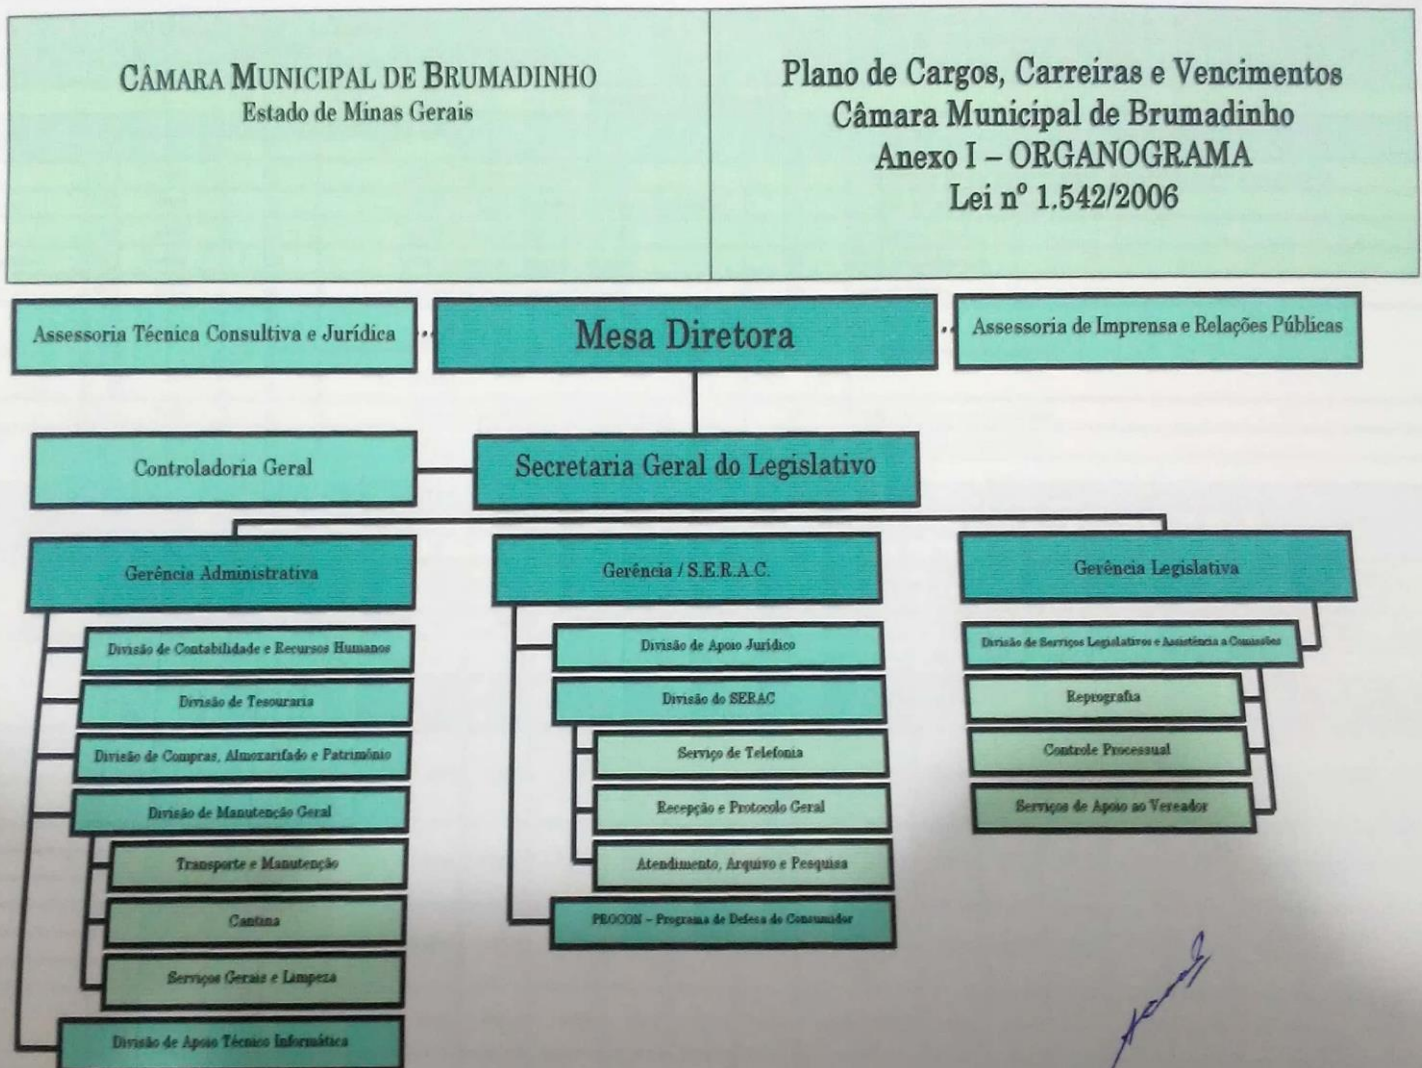 CÂMARA MUNICIPAL DE BRUMADINHO
Estado de Minas Gerais
Plano de Cargos, Carreiras e Vencimentos
Câmara Municipal de Brumadinho
Anexo I – ORGANOGRAMA
Lei nº 1.542/2006
Assessoria Técnica Consultiva e Jurídica
Mesa Diretora
Assessoria de Imprensa e Relações Públicas
Controladoria Geral
Secretaria Geral do Legislativo
Gerência Administrativa
Divisão de Contabilidade e Recursos Humanos
Divisão de Tesouraria
Divisão de Compras, Almoxarifado e Patrimônio
Divisão de Manutenção Geral
Transporte e Manutenção
Cantina
Serviços Gerais e Limpeza
Divisão de Apoio Técnico Informática
Gerência / S.E.R.A.C.
Divisão de Apoio Jurídico
Divisão do SERAC
Serviço de Telefonia
Recepção e Protocolo Geral
Atendimento, Arquivo e Pesquisa
PROCON – Programa de Defesa do Consumidor
Gerência Legislativa
Divisão de Serviços Legislativos e Assistência a Comissões
Reprografia
Controle Processual
Serviços de Apoio ao Vereador